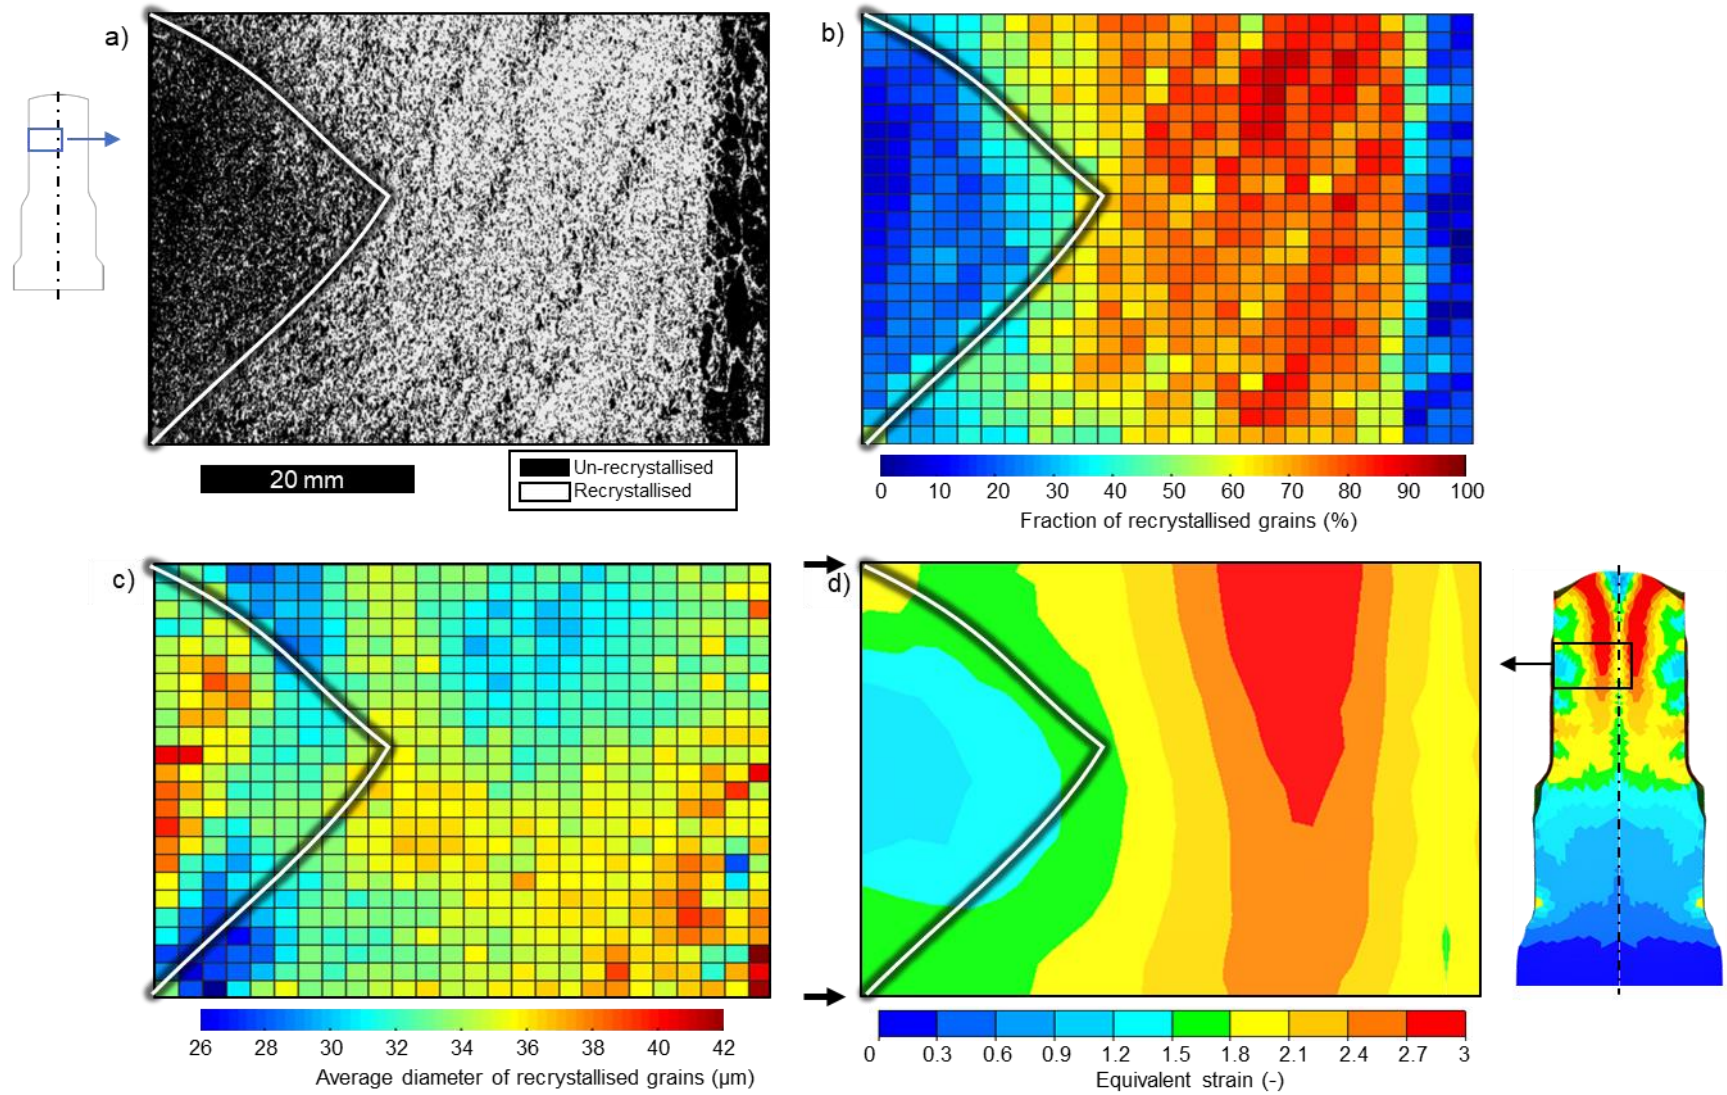 a)
b)
20 mm
Un-recrystallised
Recrystallised
0 10 20 30 40 50 60 70 80 90 100
Fraction of recrystallised grains (%)
c)
d)
26 28 30 32 34 36 38 40 42
Average diameter of recrystallised grains (µm)
0 0.3 0.6 0.9 1.2 1.5 1.8 2.1 2.4 2.7 3
Equivalent strain (-)